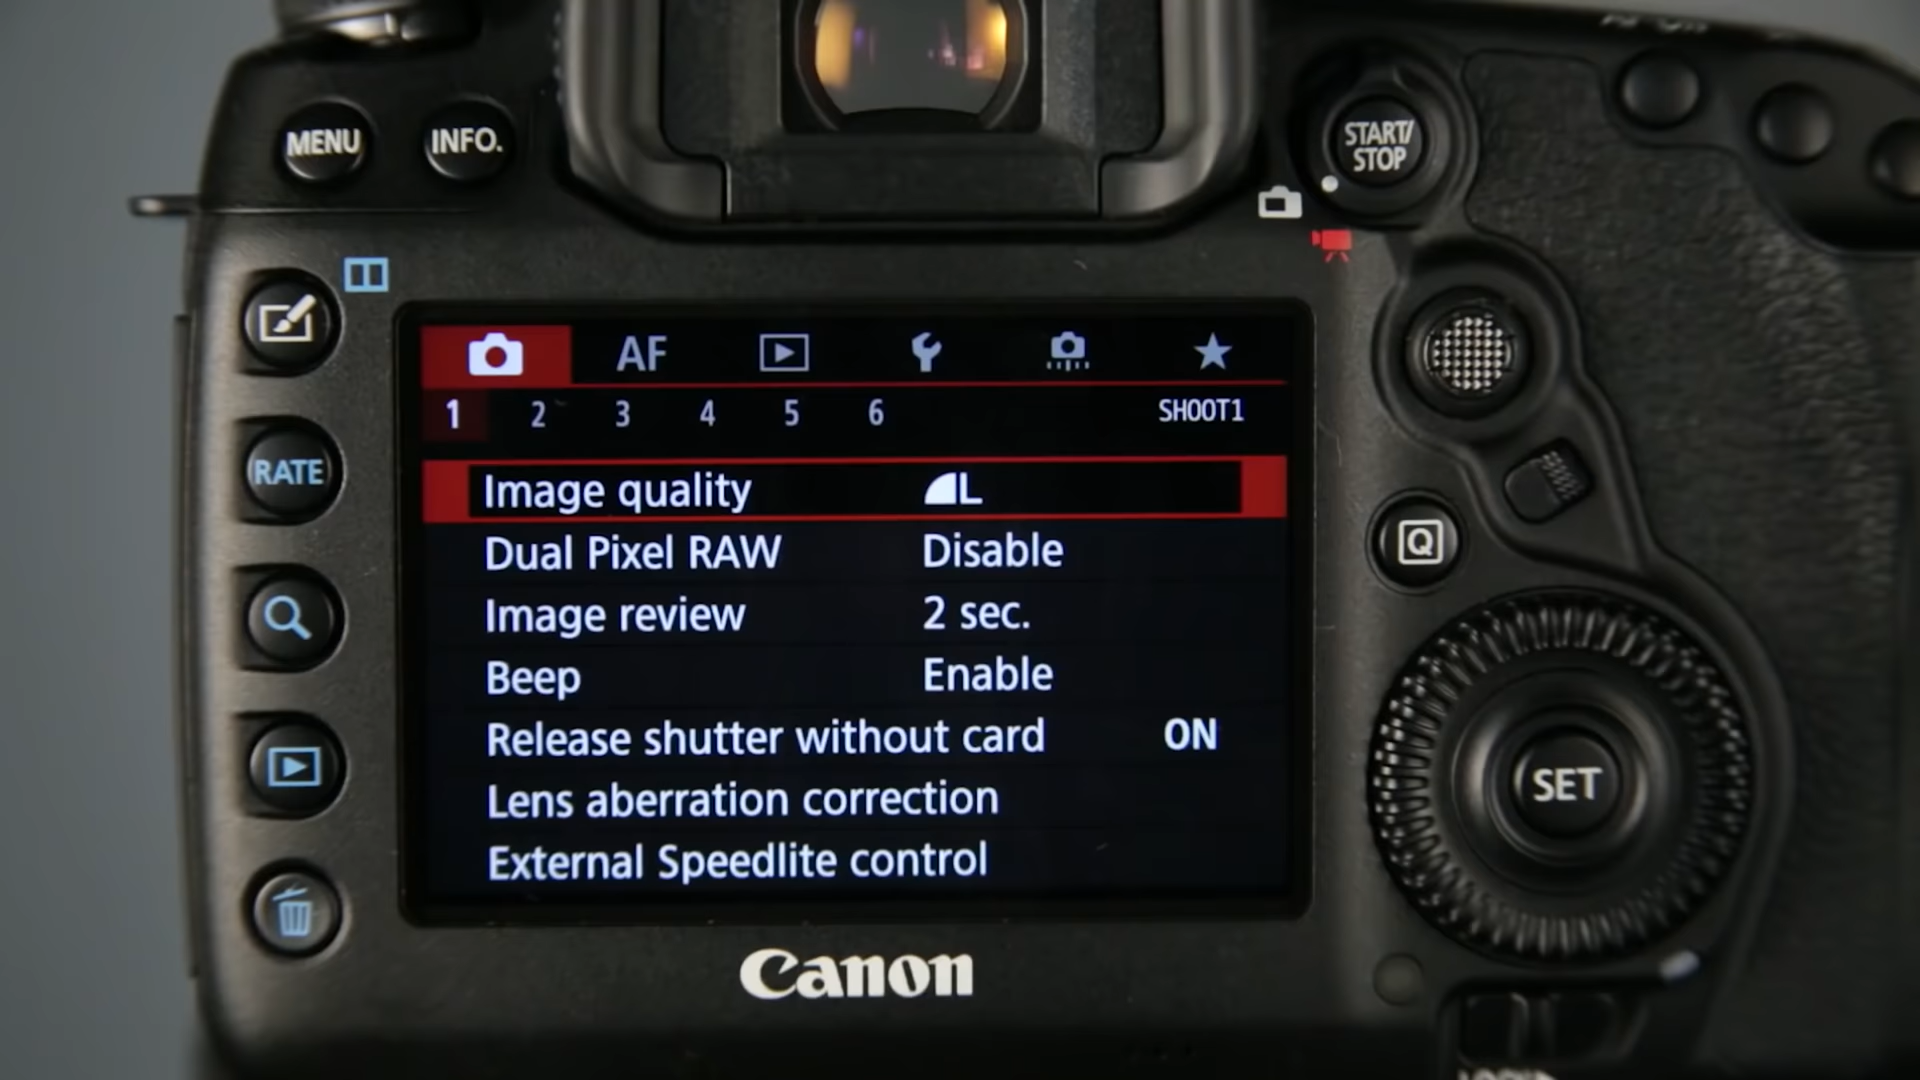 MENU INFO.
START/
STOP
AF
1 2 3 4 5 6 SHOOT1
Image quality L
Dual Pixel RAW Disable
Image review 2 sec.
Beep Enable
Release shutter without card ON
Lens aberration correction
External Speedlite control
RATE
Q
SET
Canon